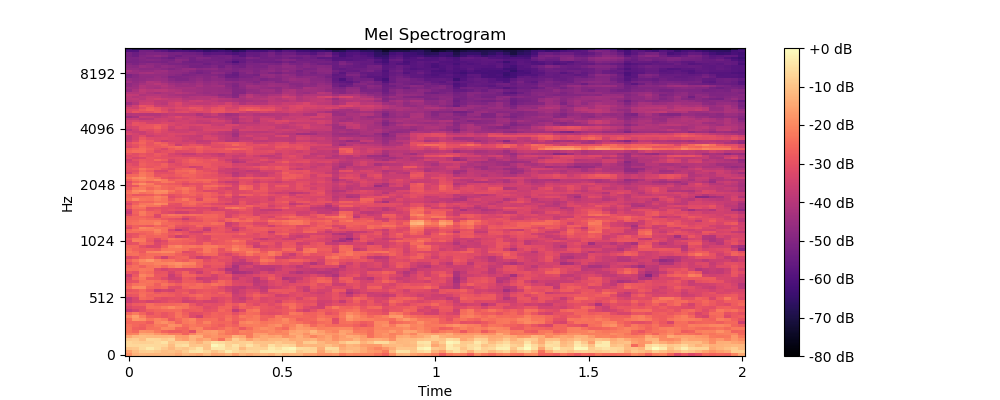 Mel Spectrogram
Hz
8192
4096
2048
1024
512
0
0
0.5
1
1.5
2
Time
+0 dB
-10 dB
-20 dB
-30 dB
-40 dB
-50 dB
-60 dB
-70 dB
-80 dB